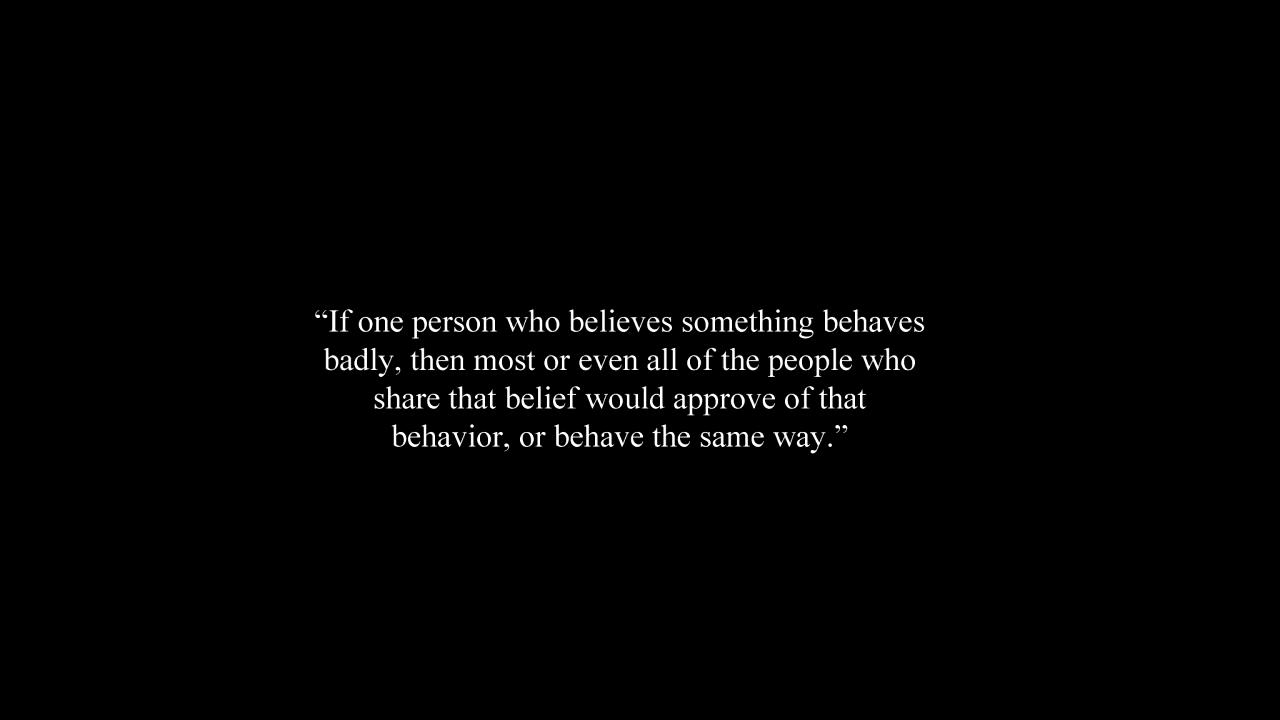 “If one person who believes something behaves
badly, then most or even all of the people who
share that belief would approve of that
behavior, or behave the same way.”